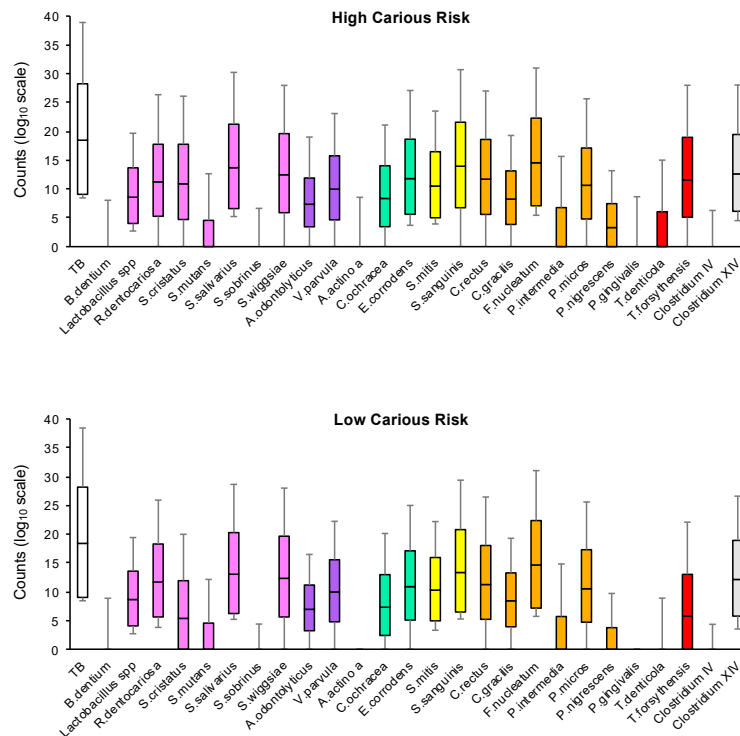 High Carious Risk
Counts (log10 scale)
40
35
30
25
20
15
10
5
0
TB
B.dentium
Lactobacillus spp
R.dentocariosa
S.cristatus
S.mutans
S.salivarius
S.sobrinus
S.wiggsiae
A.odontolyticus
V.parvula
A.actino a
C.ochracea
E.corrodens
S.mitis
S.sanguinis
C.rectus
C.gracilis
F.nucleatum
P.intermedia
P.micros
P.nigrescens
P.gingivalis
T.denticola
T.forsythensis
Clostridium IV
Clostridium XIV
Low Carious Risk
Counts (log10 scale)
40
35
30
25
20
15
10
5
0
TB
B.dentium
Lactobacillus spp
R.dentocariosa
S.cristatus
S.mutans
S.salivarius
S.sobrinus
S.wiggsiae
A.odontolyticus
V.parvula
A.actino a
C.ochracea
E.corrodens
S.mitis
S.sanguinis
C.rectus
C.gracilis
F.nucleatum
P.intermedia
P.micros
P.nigrescens
P.gingivalis
T.denticola
T.forsythensis
Clostridium IV
Clostridium XIV